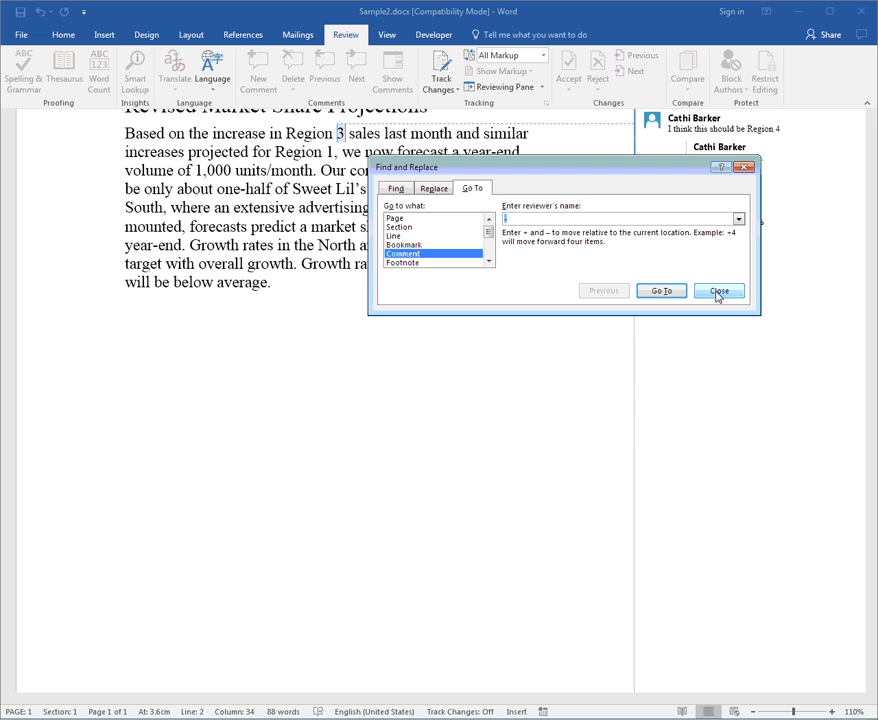 Sample2.docx [Compatibility Mode] - Word
Sign in
File Home Insert Design Layout References Mailings Review View Developer Tell me what you want to do Share
Spelling & Grammar
Thesaurus
Word Count
Proofing
Smart Lookup
Insights
Translate
Language
Language
New Comment
Delete
Previous
Next
Show Comments
Comments
Track Changes
All Markup
Show Markup
Reviewing Pane
Tracking
Accept
Reject
Previous
Next
Changes
Compare
Compare
Block Authors
Restrict Editing
Protect
Revised Market Share Projections
Based on the increase in Region 3 sales last month and similar
increases projected for Region 1, we now forecast a year-end
volume of 1,000 units/month. Our co
be only about one-half of Sweet Lil's
South, where an extensive advertising
mounted, forecasts predict a market s
year-end. Growth rates in the North a
target with overall growth. Growth ra
will be below average.
Cathi Barker
I think this should be Region 4
Cathi Barker
Find and Replace
Find Replace Go To
Go to what:
Page
Section
Line
Bookmark
Comment
Footnote
Enter reviewer's name:
Enter + and – to move relative to the current location. Example: +4
will move forward four items.
Previous Go To Close
PAGE: 1 Section: 1 Page 1 of 1 At: 3.6cm Line: 2 Column: 34 88 words English (United States) Track Changes: Off Insert 110%